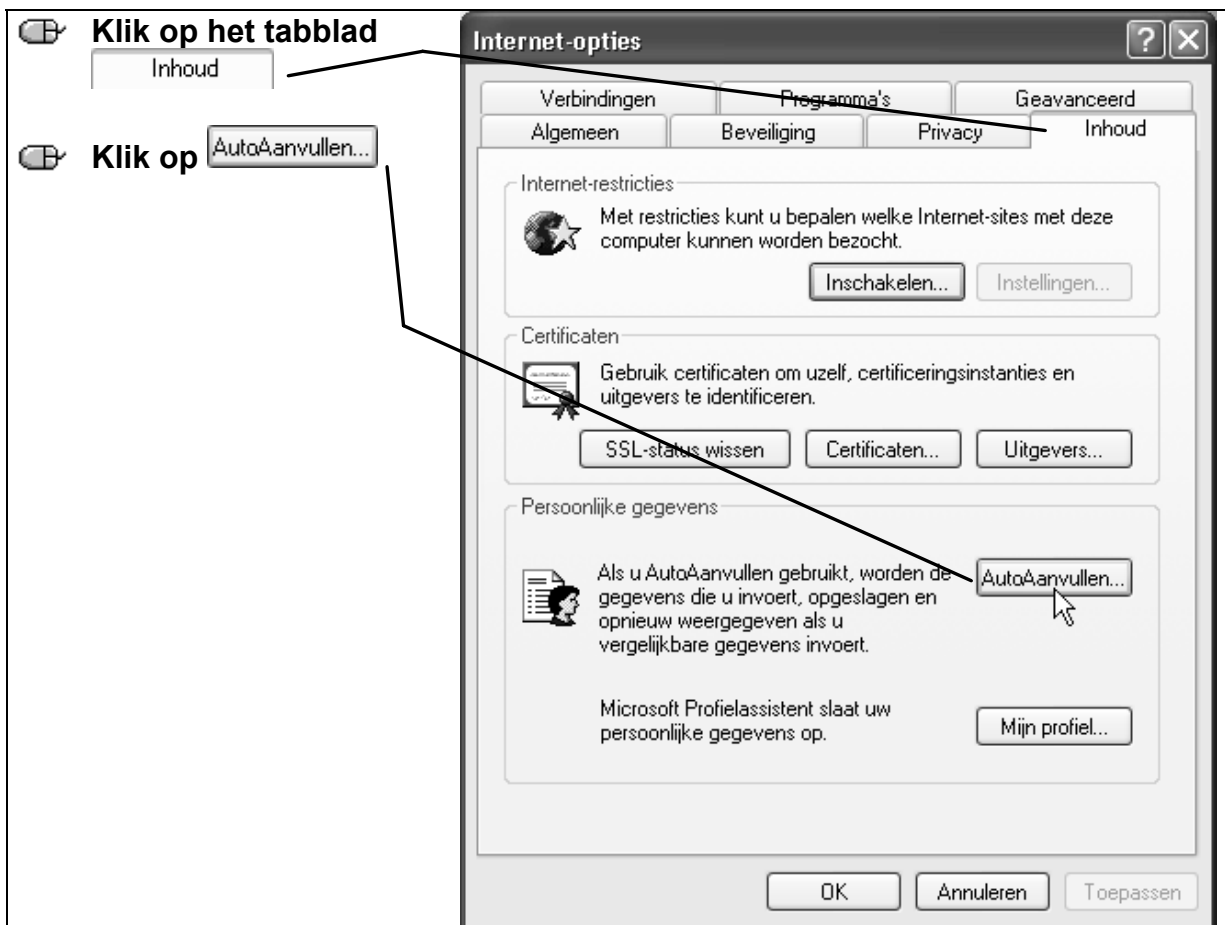 Klik op het tabblad
Inhoud
Klik op AutoAanvullen...
Internet-opties
Verbindingen Programma's Geavanceerd
Algemeen Beveiliging Privacy Inhoud
Internet-restricties
Met restricties kunt u bepalen welke Internet-sites met deze
computer kunnen worden bezocht.
Inschakelen... Instellingen...
Certificaten
Gebruik certificaten om uzelf, certificeringsinstanties en
uitgevers te identificeren.
SSL-status wissen Certificaten... Uitgevers...
Persoonlijke gegevens
Als u AutoAanvullen gebruikt, worden de
gegevens die u invoert, opgeslagen en
opnieuw weergegeven als u
vergelijkbare gegevens invoert.
AutoAanvullen...
Microsoft Profielassistent slaat uw
persoonlijke gegevens op.
Mijn profiel...
OK Annuleren Toepassen